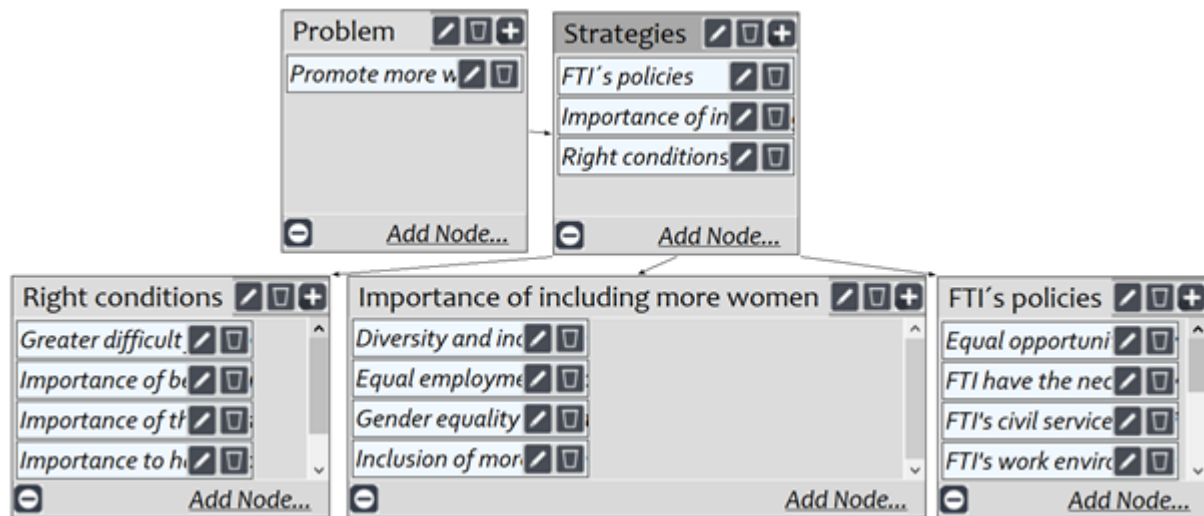 Problem
Promote more w
Add Node...
Strategies
FTI´s policies
Importance of in
Right conditions
Add Node...
Right conditions
Greater difficult
Importance of be
Importance of th
Importance to h
Add Node...
Importance of including more women
Diversity and inc
Equal employme
Gender equality
Inclusion of mor
Add Node...
FTI´s policies
Equal opportuni
FTI have the nec
FTI's civil service
FTI's work enviro
Add Node...